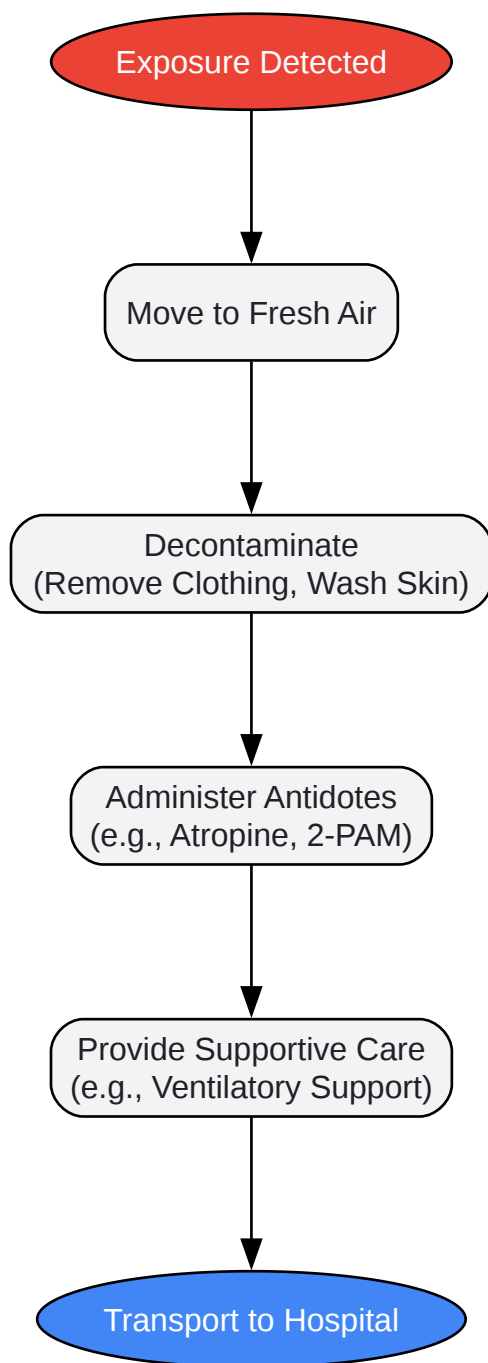 Exposure Detected
Move to Fresh Air
Decontaminate
(Remove Clothing, Wash Skin)
Administer Antidotes
(e.g., Atropine, 2-PAM)
Provide Supportive Care
(e.g., Ventilatory Support)
Transport to Hospital